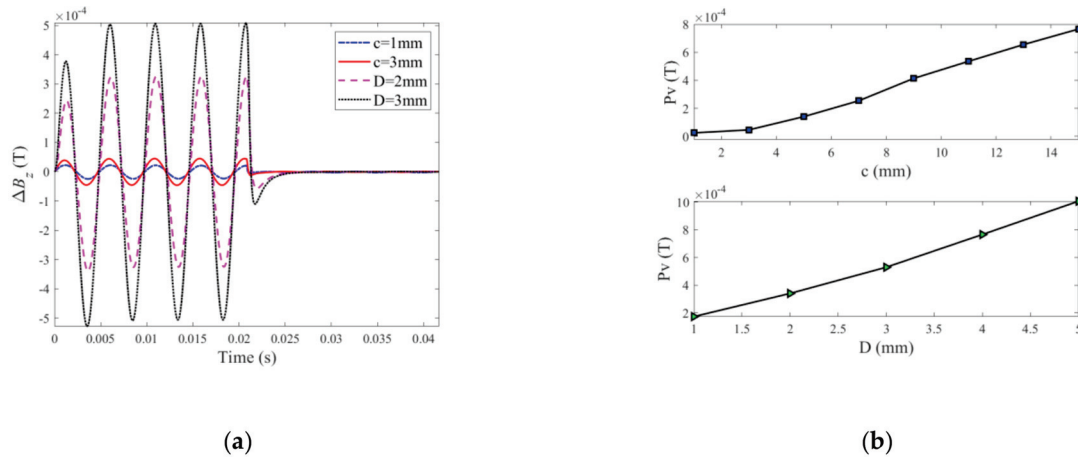 ×10⁻⁴
5
4
3
2
1
0
-1
-2
-3
-4
-5
ΔB_z (T)
0 0.005 0.01 0.015 0.02 0.025 0.03 0.035 0.04
Time (s)
c=1mm
c=3mm
D=2mm
D=3mm
(a)
8 ×10⁻⁴
6
4
2
0
Pv (T)
2 4 6 8 10 12 14
c (mm)
10 ×10⁻⁴
8
6
4
2
Pv (T)
1 1.5 2 2.5 3 3.5 4 4.5 5
D (mm)
(b)